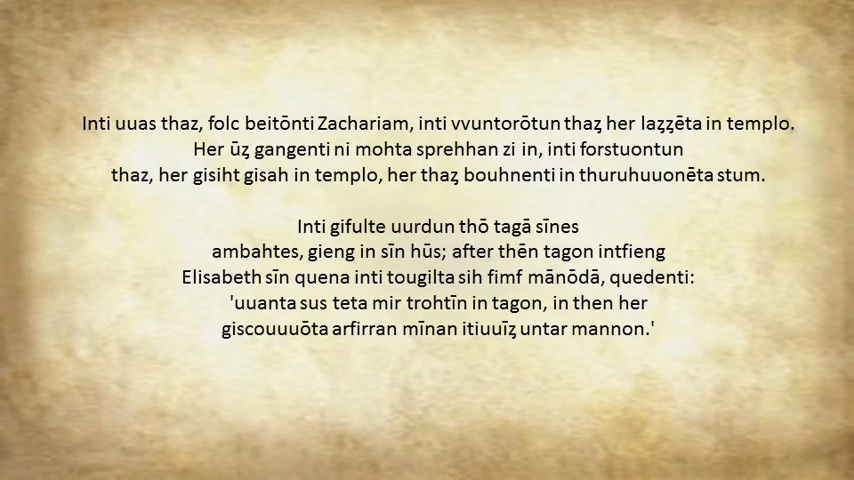 Inti uuas thaz, folc beitōnti Zachariam, inti vvuntorōtun thaʒ her laʒʒēta in templo.
Her ūʒ gangenti ni mohta sprehhan zi in, inti forstuontun
thaz, her gisiht gisah in templo, her thaʒ bouhnenti in thuruhuuonēta stum.
Inti gifulte uurdun thō tagā sīnes
ambahtes, gieng in sīn hūs; after thēn tagon intfieng
Elisabeth sīn quena inti tougilta sih fimf mānōdā, quedenti:
'uuanta sus teta mir trohtīn in tagon, in then her
giscouuuōta arfirran mīnan itiuuīʒ untar mannon.'